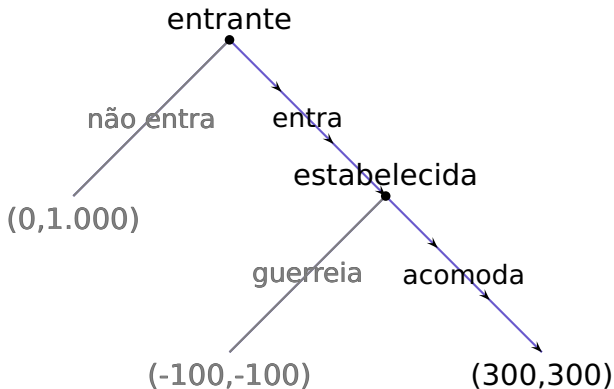 entrante
não entra
entra
estabelecida
(0,1.000)
guerreia
acomoda
(-100,-100)
(300,300)